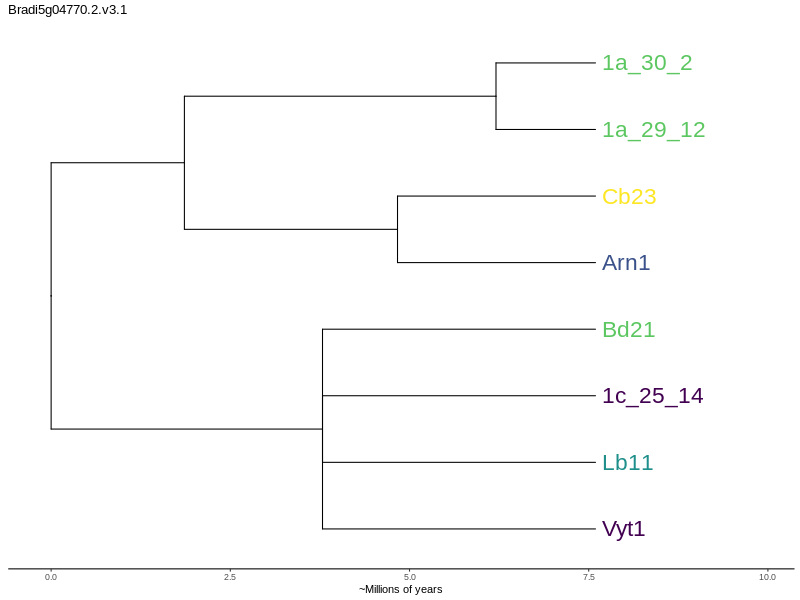 Bradi5g04770.2.v3.1
1a_30_2
1a_29_12
Cb23
Arn1
Bd21
1c_25_14
Lb11
Vyt1
0.0 2.5 5.0 7.5 10.0
~Millions of years